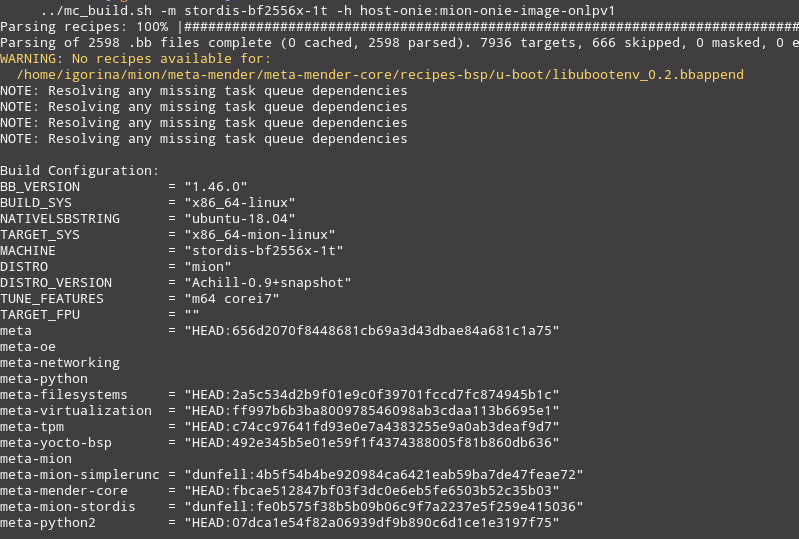 ../mc_build.sh -m stordis-bf2556x-1t -h host-onie:mion-onie-image-onlpv1
Parsing recipes: 100% |################################################################################
Parsing of 2598 .bb files complete (0 cached, 2598 parsed). 7936 targets, 666 skipped, 0 masked, 0 e
WARNING: No recipes available for:
  /home/igorina/mion/meta-mender/meta-mender-core/recipes-bsp/u-boot/libubootenv_0.2.bbappend
NOTE: Resolving any missing task queue dependencies
NOTE: Resolving any missing task queue dependencies
NOTE: Resolving any missing task queue dependencies
NOTE: Resolving any missing task queue dependencies
Build Configuration:
BB_VERSION           = "1.46.0"
BUILD_SYS            = "x86_64-linux"
NATIVELSBSTRING      = "ubuntu-18.04"
TARGET_SYS           = "x86_64-mion-linux"
MACHINE              = "stordis-bf2556x-1t"
DISTRO               = "mion"
DISTRO_VERSION       = "Achill-0.9+snapshot"
TUNE_FEATURES        = "m64 corei7"
TARGET_FPU           = ""
meta                 = "HEAD:656d2070f8448681cb69a3d43dbae84a681c1a75"
meta-oe
meta-networking
meta-python
meta-filesystems     = "HEAD:2a5c534d2b9f01e9c0f39701fccd7fc874945b1c"
meta-virtualization  = "HEAD:ff997b6b3ba800978546098ab3cdaa113b6695e1"
meta-tpm             = "HEAD:c74cc97641fd93e0e7a4383255e9a0ab3deaf9d7"
meta-yocto-bsp       = "HEAD:492e345b5e01e59f1f4374388005f81b860db636"
meta-mion
meta-mion-simplerunc = "dunfell:4b5f54b4be920984ca6421eab59ba7de47feae72"
meta-mender-core     = "HEAD:fbcae512847bf03f3dc0e6eb5fe6503b52c35b03"
meta-mion-stordis    = "dunfell:fe0b575f38b5b09b06c9f7a2237e5f259e415036"
meta-python2         = "HEAD:07dca1e54f82a06939df9b890c6d1ce1e3197f75"